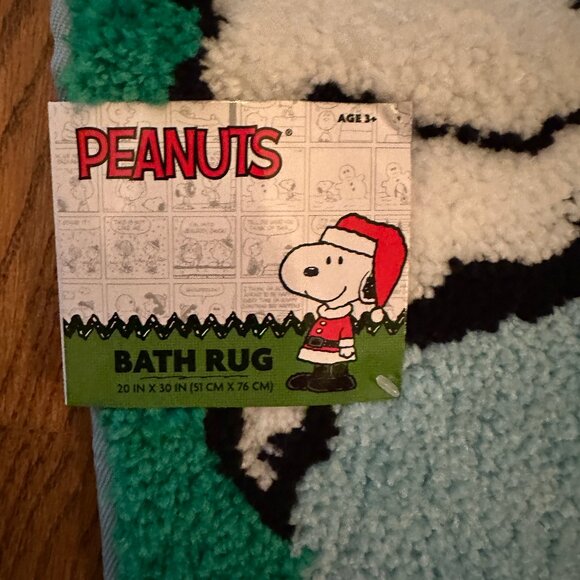 AGE 3+
PEANUTS®
BATH RUG
20 IN X 30 IN (51 CM X 76 CM)